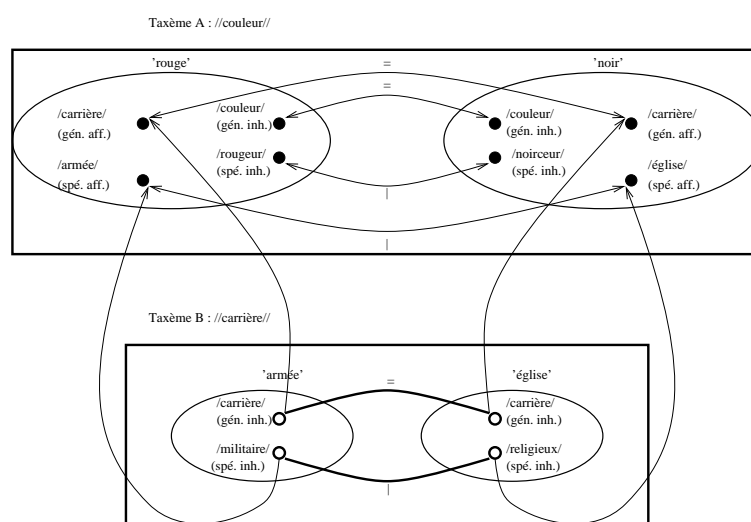 Taxème A : //couleur//
'rouge'
=
'noir'
=
/carrière/
(gén. aff.)
/couleur/
(gén. inh.)
/couleur/
(gén. inh.)
/carrière/
(gén. aff.)
/armée/
(spé. aff.)
/rougeur/
(spé. inh.)
/noirceur/
(spé. inh.)
/église/
(spé. aff.)
|
|
Taxème B : //carrière//
'armée'
=
'église'
/carrière/
(gén. inh.)
/carrière/
(gén. inh.)
/militaire/
(spé. inh.)
/religieux/
(spé. inh.)
|